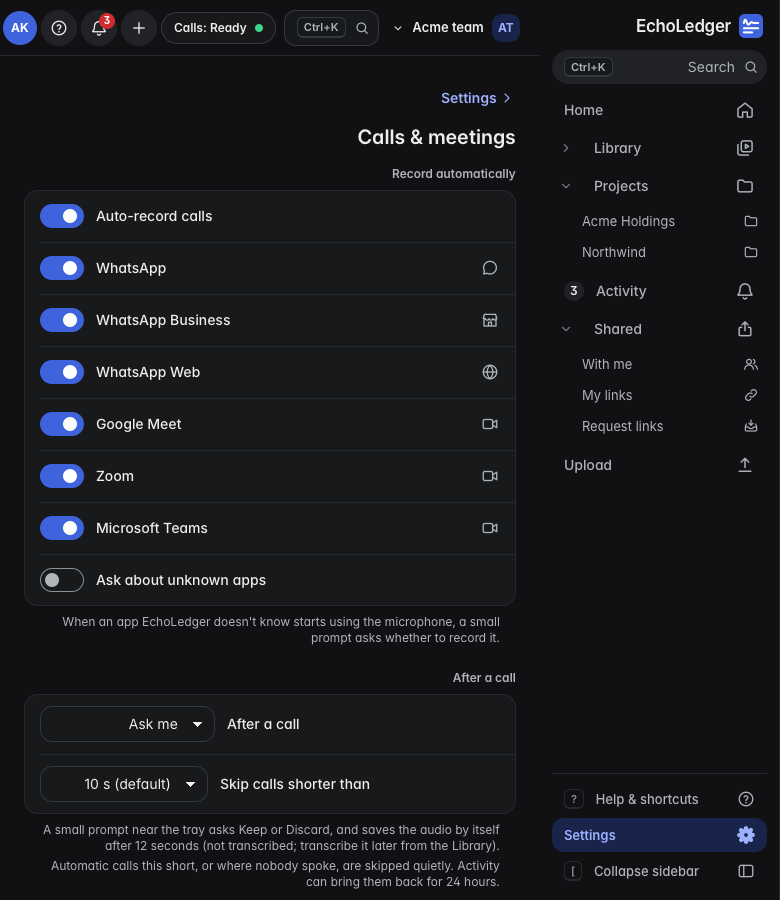 AK
3
Calls: Ready
Ctrl+K
Acme team
AT
EchoLedger
Ctrl+K
Search
Home
Library
Projects
Acme Holdings
Northwind
3
Activity
Shared
With me
My links
Request links
Upload
?
Help & shortcuts
Settings
[
Collapse sidebar
Settings
Calls & meetings
Record automatically
Auto-record calls
WhatsApp
WhatsApp Business
WhatsApp Web
Google Meet
Zoom
Microsoft Teams
Ask about unknown apps
When an app EchoLedger doesn't know starts using the microphone, a small
prompt asks whether to record it.
After a call
Ask me
After a call
10 s (default)
Skip calls shorter than
A small prompt near the tray asks Keep or Discard, and saves the audio by itself
after 12 seconds (not transcribed; transcribe it later from the Library).
Automatic calls this short, or where nobody spoke, are skipped quietly. Activity
can bring them back for 24 hours.